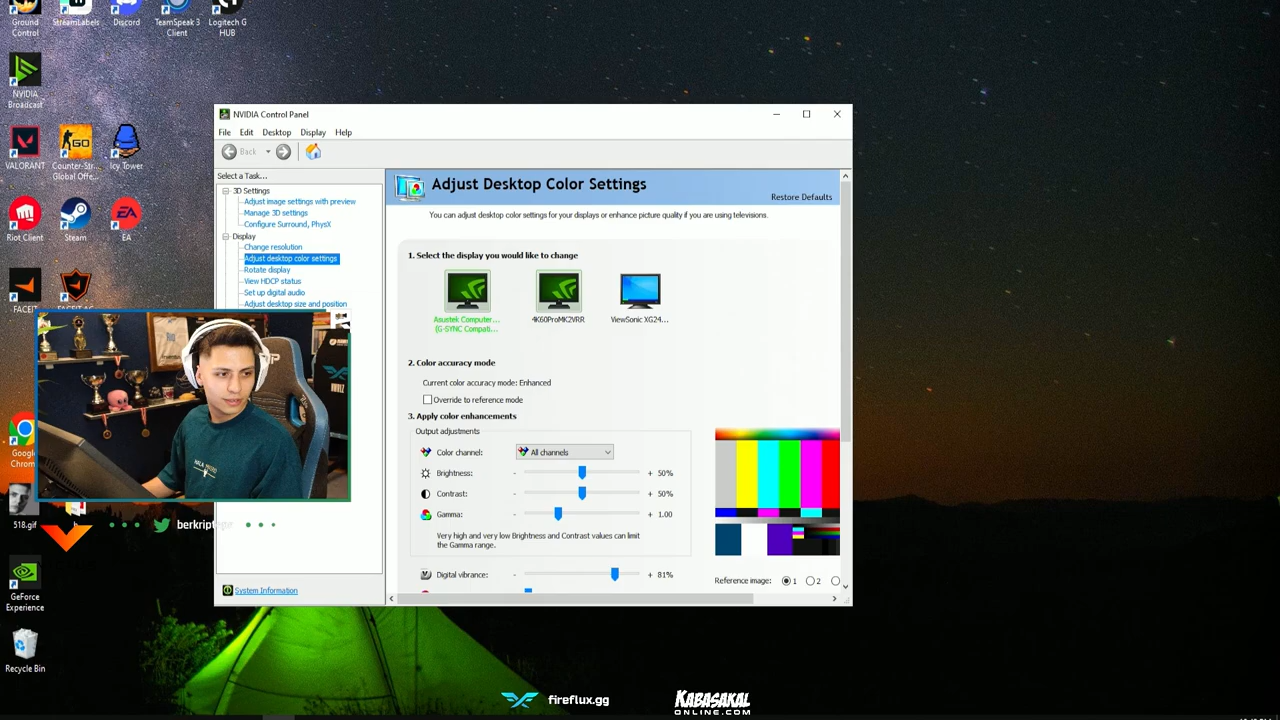 Ground
Control
StreamLabels
Discord
TeamSpeak 3
Client
Logitech G
HUB
NVIDIA
Broadcast
VALORANT
Counter-Str...
Global Offe...
Icy Tower
Riot Client
Steam
EA
FACEIT
FACEIT AC
Google
Chrom
518.gif
GeForce
Experience
Recycle Bin
NVIDIA Control Panel
File Edit Desktop Display Help
Back
Select a Task...
3D Settings
Adjust image settings with preview
Manage 3D settings
Configure Surround, PhysX
Display
Change resolution
Adjust desktop color settings
Rotate display
View HDCP status
Set up digital audio
Adjust desktop size and position
System Information
Adjust Desktop Color Settings
Restore Defaults
You can adjust desktop color settings for your displays or enhance picture quality if you are using televisions.
1. Select the display you would like to change
Asustek Computer...
(G-SYNC Compati...
4K60ProMK2VRR
ViewSonic XG24...
2. Color accuracy mode
Current color accuracy mode: Enhanced
Override to reference mode
3. Apply color enhancements
Output adjustments
Color channel: All channels
Brightness: - + 50%
Contrast: - + 50%
Gamma: - + 1.00
Very high and very low Brightness and Contrast values can limit
the Gamma range.
Digital vibrance: - + 81%
Reference image: 1 2
fireflux.gg
KABASAKAL
ONLINE.COM